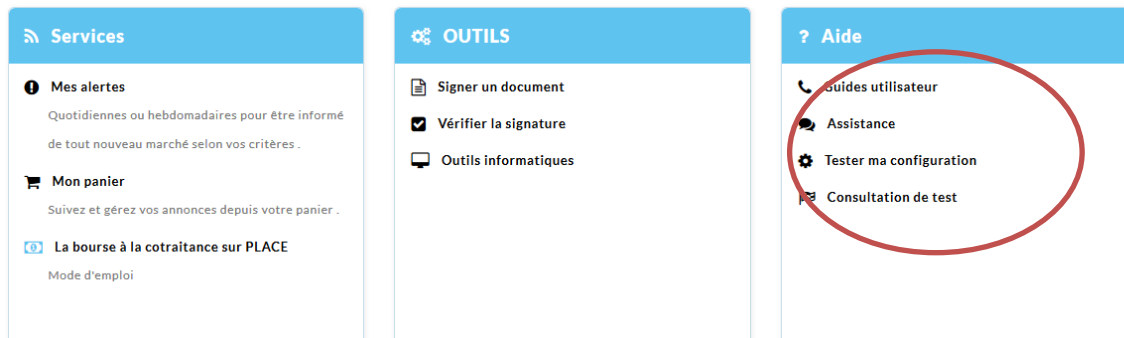 Services
Mes alertes
Quotidiennes ou hebdomadaires pour être informé
de tout nouveau marché selon vos critères .
Mon panier
Suivez et gérez vos annonces depuis votre panier .
La bourse à la cotraitance sur PLACE
Mode d'emploi
OUTILS
Signer un document
Vérifier la signature
Outils informatiques
? Aide
Guides utilisateur
Assistance
Tester ma configuration
Consultation de test